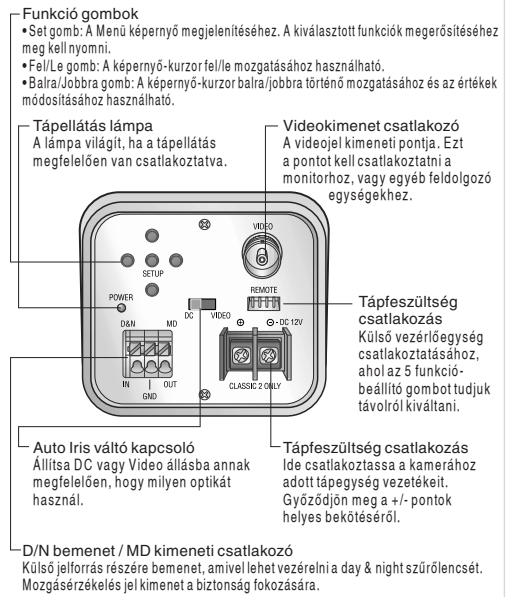 Funkció gombok
•Set gomb: A Menü képernyő megjelenítéséhez. A kiválasztott funkciók megerősítéséhez
meg kell nyomni.
•Fel/Le gomb: A képernyő-kurzor fel/le mozgatásához használható.
•Balra/Jobbra gomb: A képernyő-kurzor balra/jobbra történő mozgatásához és az értékek
módosításához használható.
Tápellátás lámpa
A lámpa világít, ha a tápellátás
megfelelően van csatlakoztatva.
Videojkimenet csatlakozó
A videojel kimeneti pontja. Ezt
a pontot kell csatlakoztatni a
monitorhoz, vagy egyéb feldolgozó
egységekhez.
VIDEO
SETUP
POWER
REMOTE
DC VIDEO
D&N MD
⊕ ⊖ - DC 12V
IN OUT
GND
CLASSIC 2 ONLY
Tápfeszültség
csatlakozás
Külső vezérlőegység
csatlakoztatásához,
ahol az 5 funkció-
beállító gombot tudjuk
távolról kiváltani.
Auto Iris váltó kapcsoló
Állítsa DC vagy Video állásba annak
megfelelően, hogy milyen optikát
használ.
Tápfeszültség csatlakozás
Ide csatlakoztassa a kamerához
adott tápegység vezetékeit.
Győződjön meg a +/- pontok
helyes bekötéséről.
D/N bemenet / MD kimeneti csatlakozó
Külső jelforrás részére bemenet, amivel lehet vezérelni a day & night szűrőlencsét.
Mozgásérzékelés jel kimenet a biztonság fokozására.